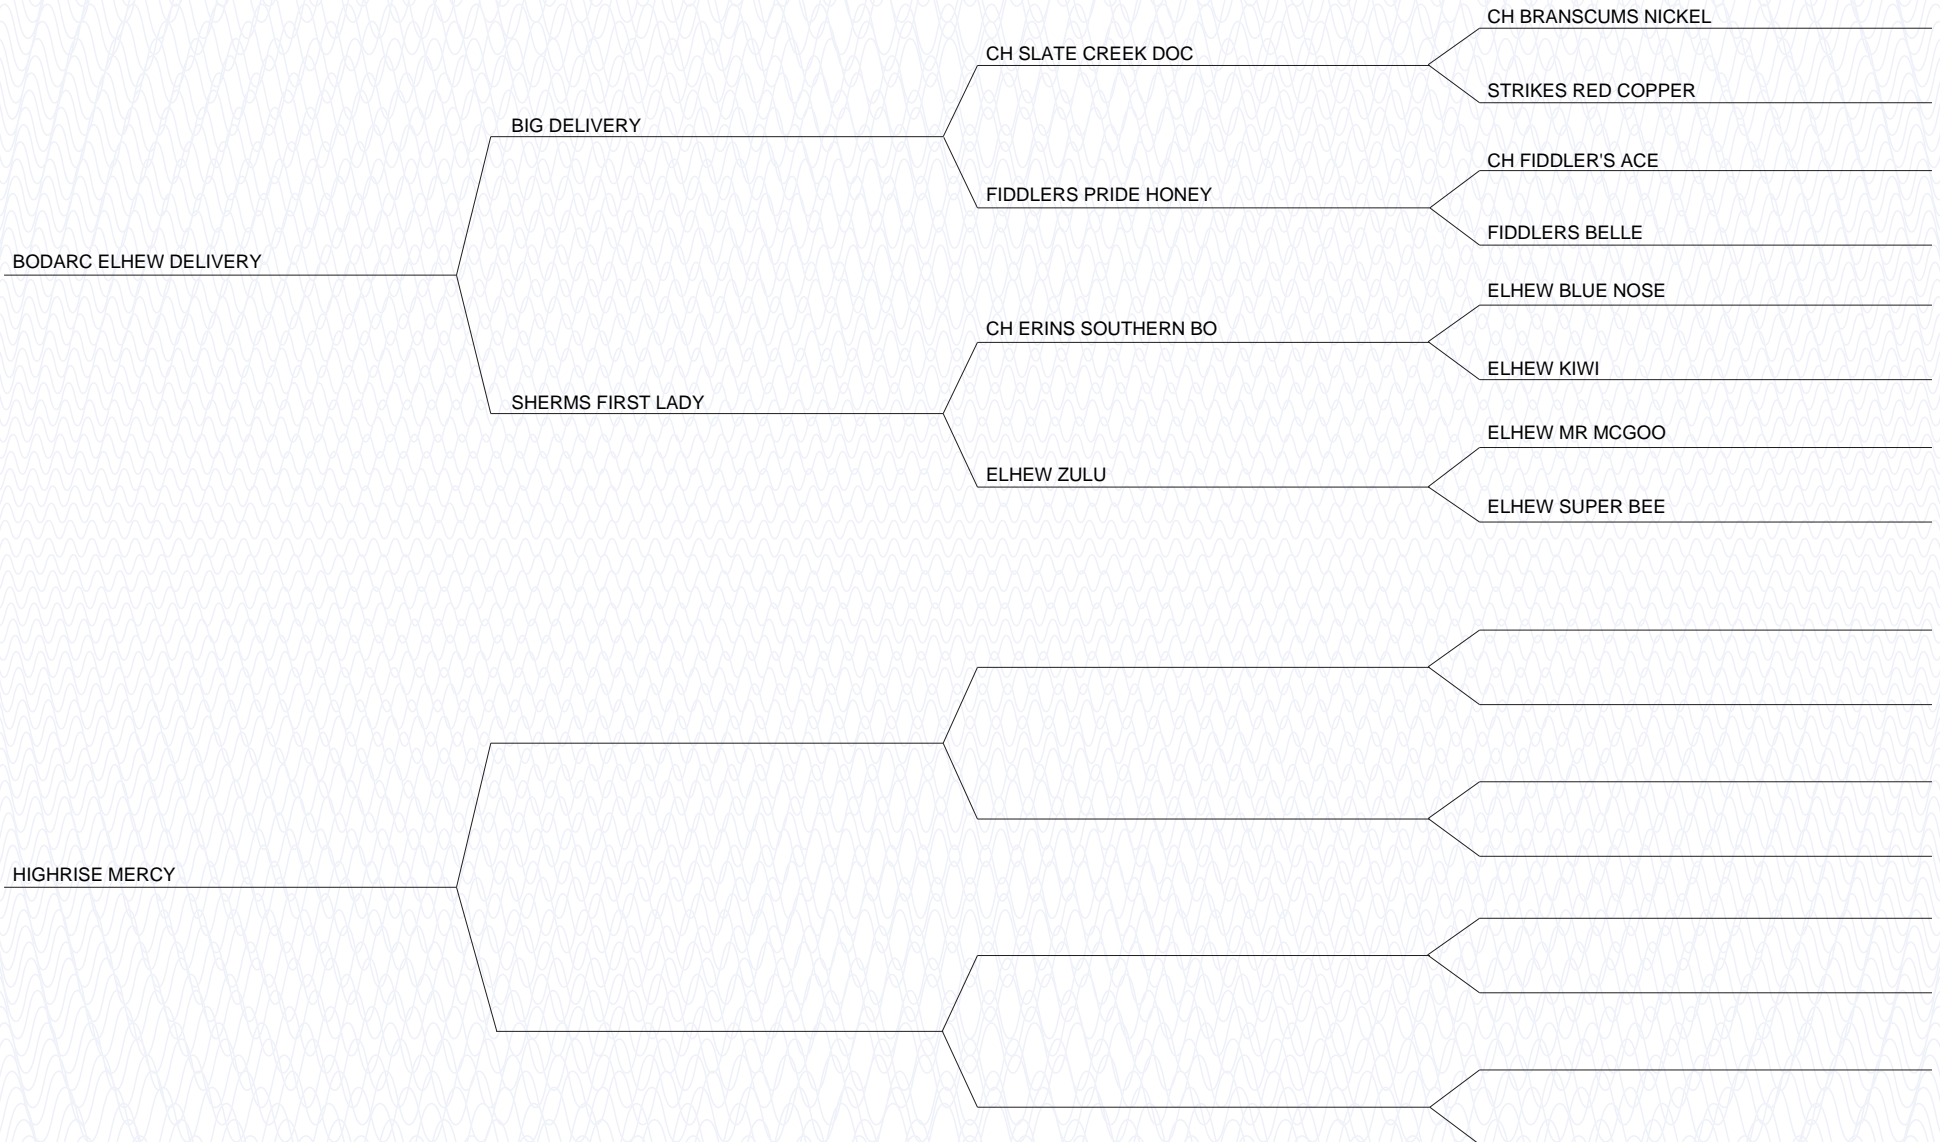 CH BRANSCUMS NICKEL
CH SLATE CREEK DOC
STRIKES RED COPPER
BIG DELIVERY
CH FIDDLER'S ACE
FIDDLERS PRIDE HONEY
FIDDLERS BELLE
BODARC ELHEW DELIVERY
ELHEW BLUE NOSE
CH ERINS SOUTHERN BO
ELHEW KIWI
SHERMS FIRST LADY
ELHEW MR MCGOO
ELHEW ZULU
ELHEW SUPER BEE
HIGHRISE MERCY